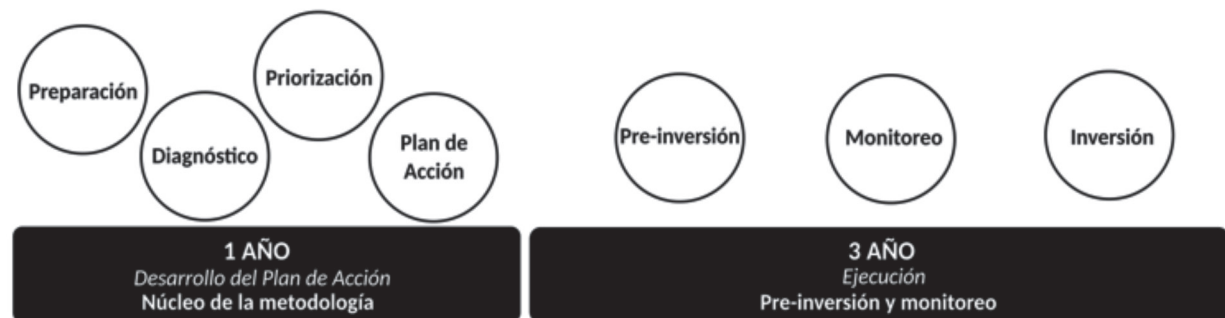 Preparación
Diagnóstico
Priorización
Plan de
Acción
Pre-inversión
Monitoreo
Inversión
1 AÑO
Desarrollo del Plan de Acción
Núcleo de la metodología
3 AÑO
Ejecución
Pre-inversión y monitoreo